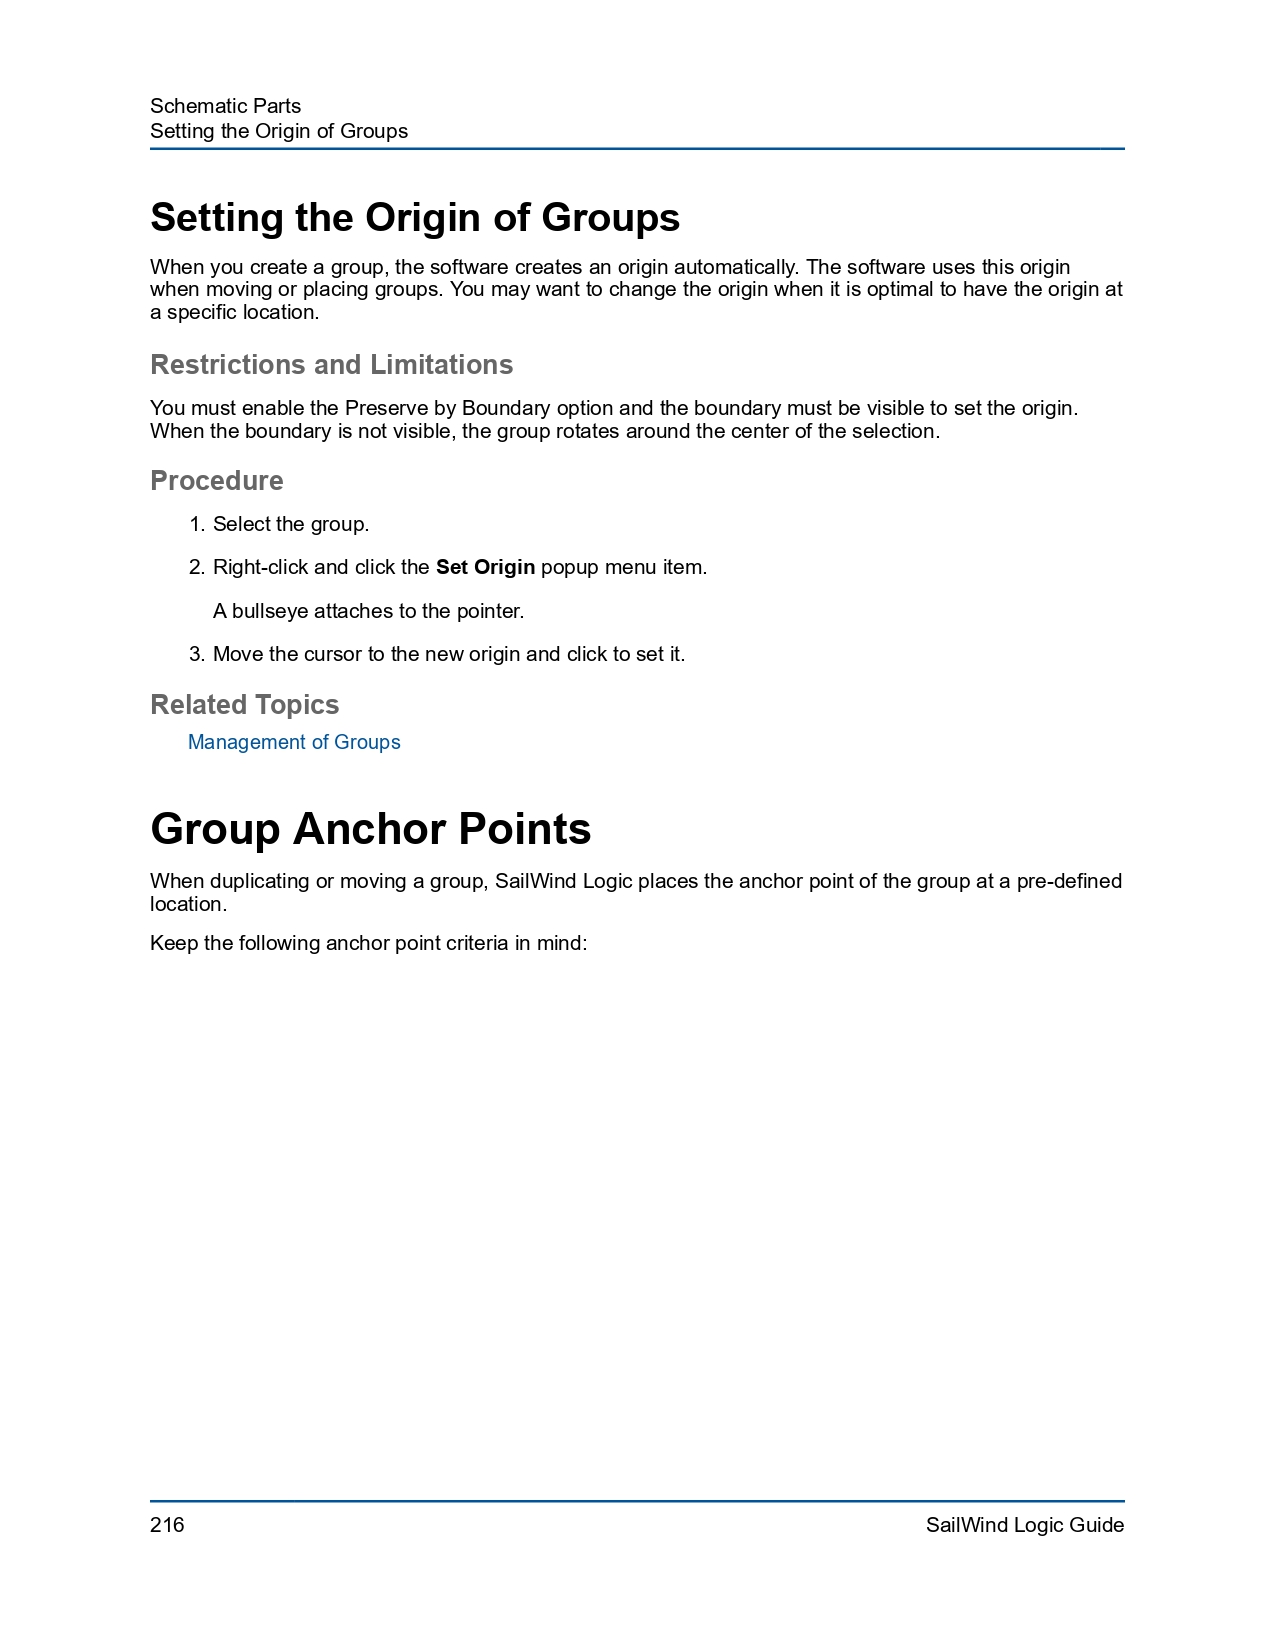 Schematic Parts
Setting the Origin of Groups
Setting the Origin of Groups
When you create a group, the software creates an origin automatically. The software uses this origin
when moving or placing groups. You may want to change the origin when it is optimal to have the origin at
a specific location.
Restrictions and Limitations
You must enable the Preserve by Boundary option and the boundary must be visible to set the origin.
When the boundary is not visible, the group rotates around the center of the selection.
Procedure
1. Select the group.
2. Right-click and click the Set Origin popup menu item.
A bullseye attaches to the pointer.
3. Move the cursor to the new origin and click to set it.
Related Topics
Management of Groups
Group Anchor Points
When duplicating or moving a group, SailWind Logic places the anchor point of the group at a pre-defined
location.
Keep the following anchor point criteria in mind:
216
SailWind Logic Guide